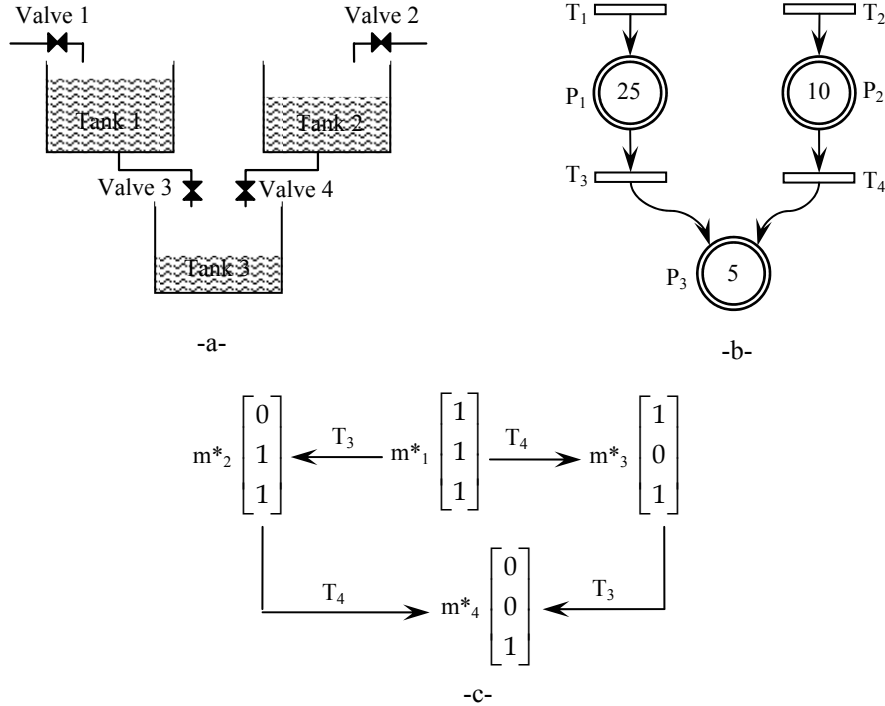 Valve 1
Valve 2
Tank 1
Tank 2
Valve 3
Valve 4
Tank 3
-a-
T1
T2
P1
25
10
P2
T3
T4
P3
5
-b-
m*2
0
1
1
T3
m*1
1
1
1
T4
m*3
1
0
1
T4
m*4
0
0
1
T3
-c-